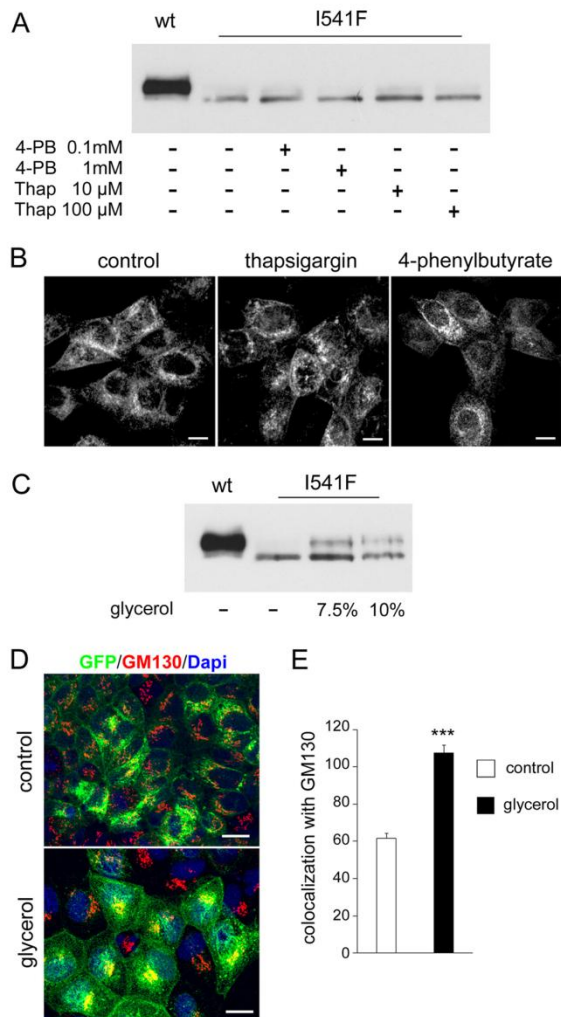 A
wt I541F
4-PB 0.1mM - - + - - -
4-PB 1mM - - - + - -
Thap 10 µM - - - - + -
Thap 100 µM - - - - - +
B
control thapsigargin 4-phenylbutyrate
C
wt I541F
glycerol - - 7.5% 10%
D
GFP/GM130/Dapi
control
glycerol
E
colocalization with GM130
120
100
80
60
40
20
0
***
control
glycerol